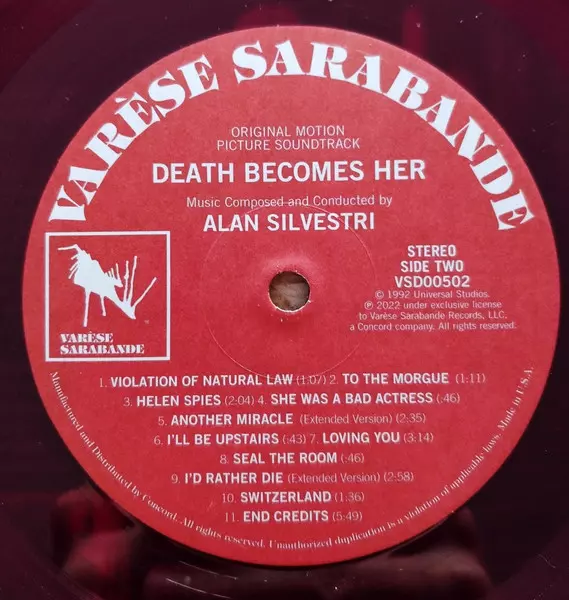 VARÈSE SARABANDE
ORIGINAL MOTION
PICTURE SOUNDTRACK
DEATH BECOMES HER
Music Composed and Conducted by
ALAN SILVESTRI
STEREO
SIDE TWO
VSD00502
© 1992 Universal Studios.
℗ 2022 under exclusive license
to Varèse Sarabande Records, LLC.
a Concord company. All rights reserved.
VARÈSE
SARABANDE
1. VIOLATION OF NATURAL LAW (1:07) 2. TO THE MORGUE (1:11)
3. HELEN SPIES (2:04) 4. SHE WAS A BAD ACTRESS (:46)
5. ANOTHER MIRACLE (Extended Version) (2:35)
6. I'LL BE UPSTAIRS (:43) 7. LOVING YOU (3:14)
8. SEAL THE ROOM (:46)
9. I'D RATHER DIE (Extended Version) (2:58)
10. SWITZERLAND (1:36)
11. END CREDITS (5:49)
Manufactured and Distributed by Concord. All rights reserved. Unauthorized duplication is a violation of applicable laws. Made in U.S.A.